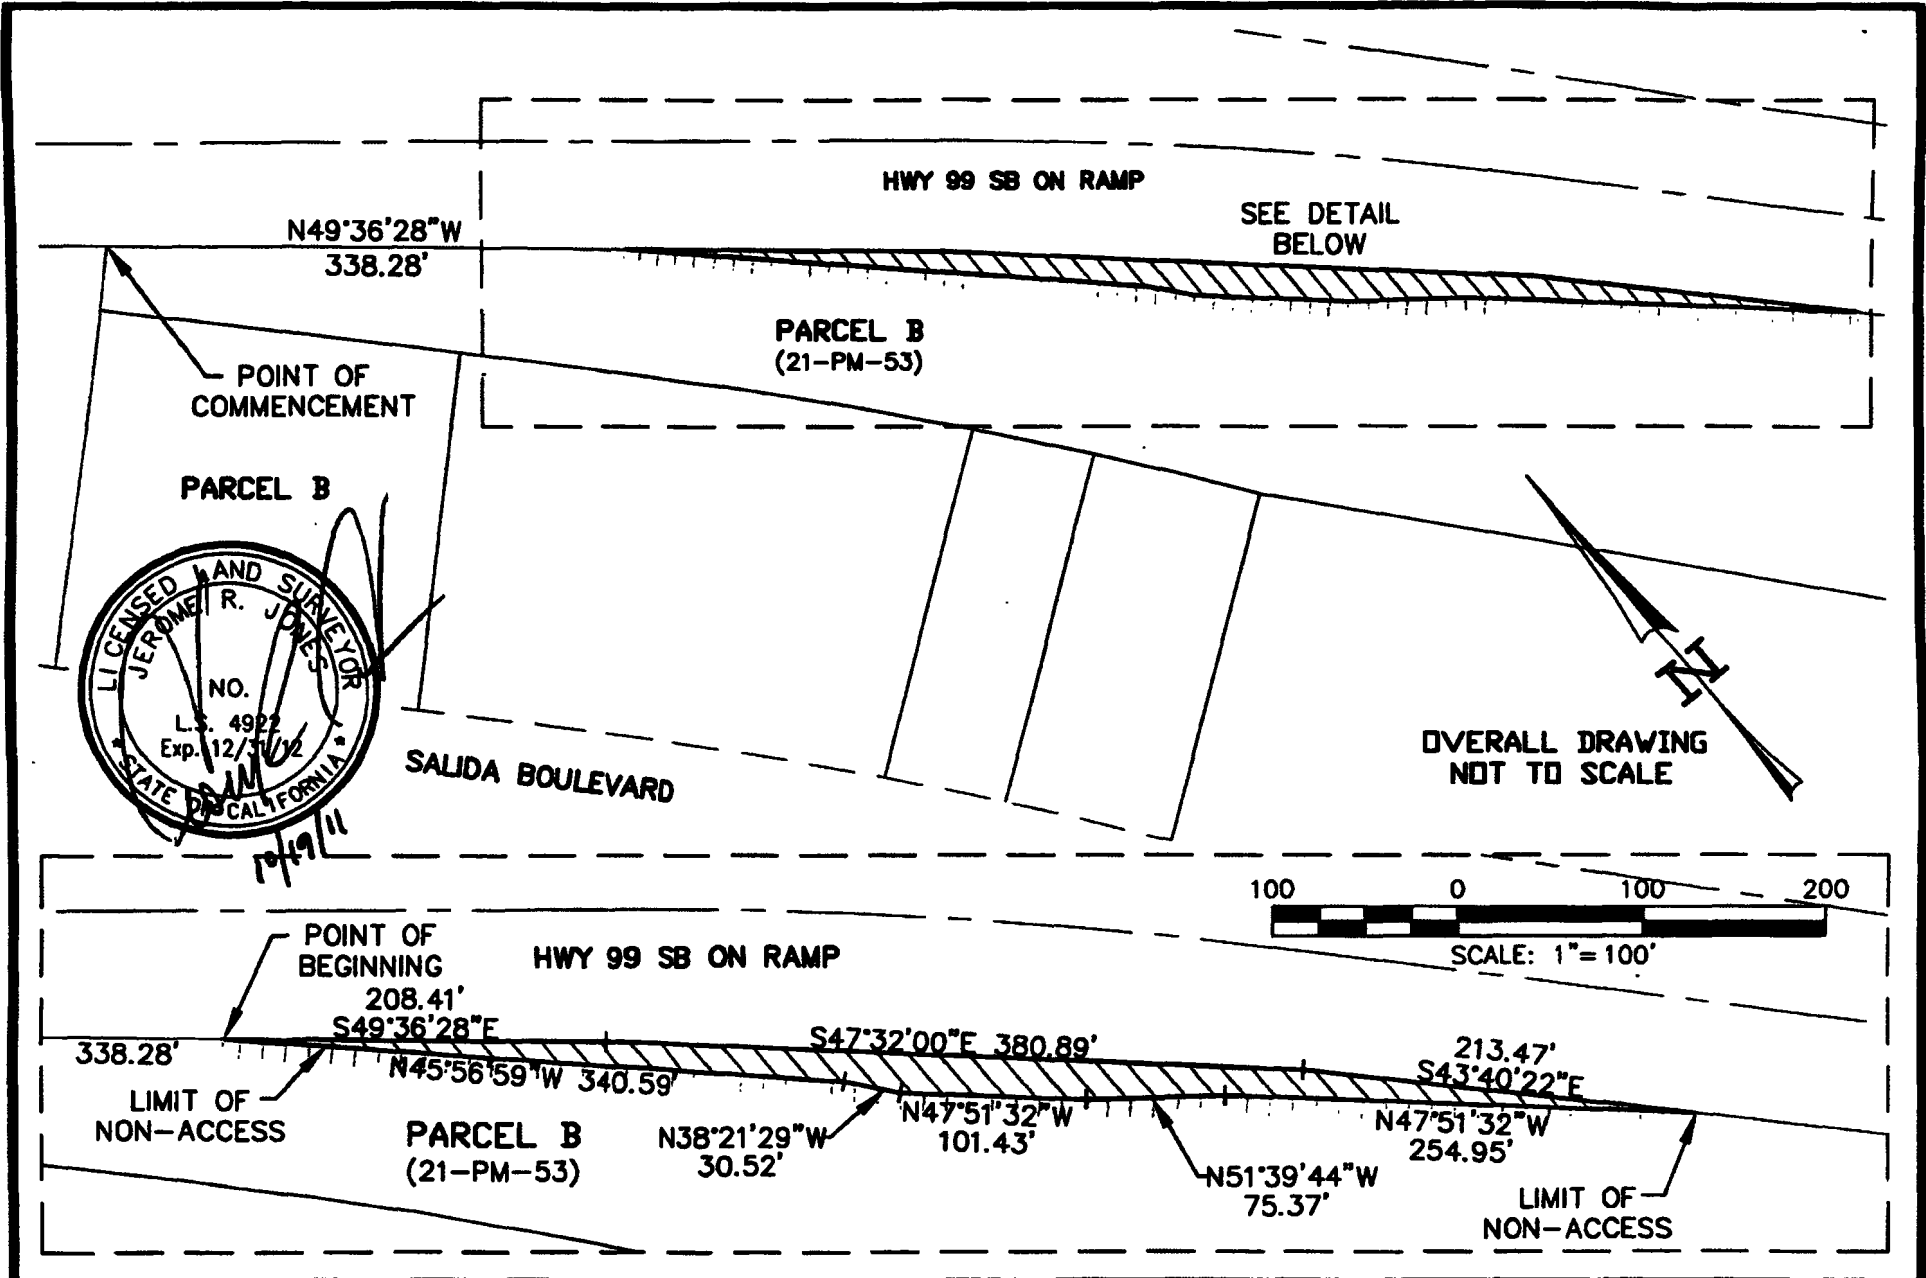 HWY 99 SB ON RAMP
N49°36'28"W
338.28'
SEE DETAIL
BELOW
PARCEL B
(21-PM-53)
POINT OF
COMMENCEMENT
PARCEL B
LICENSED LAND SURVEYOR
JEROME R. JONES
NO.
L.S. 4922
Exp. 12/31/12
STATE OF CALIFORNIA
10/19/11
SALIDA BOULEVARD
N
OVERALL DRAWING
NOT TO SCALE
100 0 100 200
SCALE: 1"=100'
POINT OF
BEGINNING
HWY 99 SB ON RAMP
208.41'
S49°36'28"E
338.28'
S47°32'00"E 380.89'
213.47'
S43°40'22"E
N45°56'59"W 340.59'
LIMIT OF
NON-ACCESS
PARCEL B
(21-PM-53)
N38°21'29"W
30.52'
N47°51'32"W
101.43'
N51°39'44"W
75.37'
N47°51'32"W
254.95'
LIMIT OF
NON-ACCESS